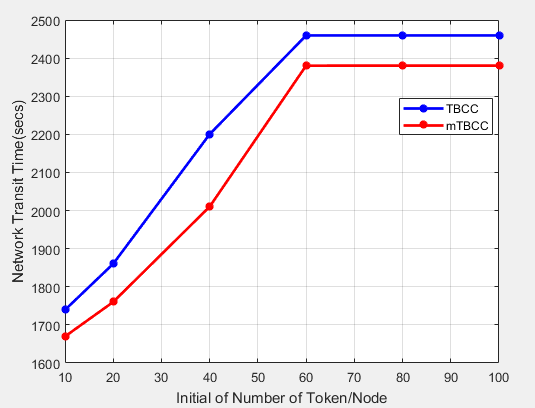 2500
2400
2300
2200
2100
2000
1900
1800
1700
1600
Network Transit Time(secs)
TBCC
mTBCC
10 20 30 40 50 60 70 80 90 100
Initial of Number of Token/Node